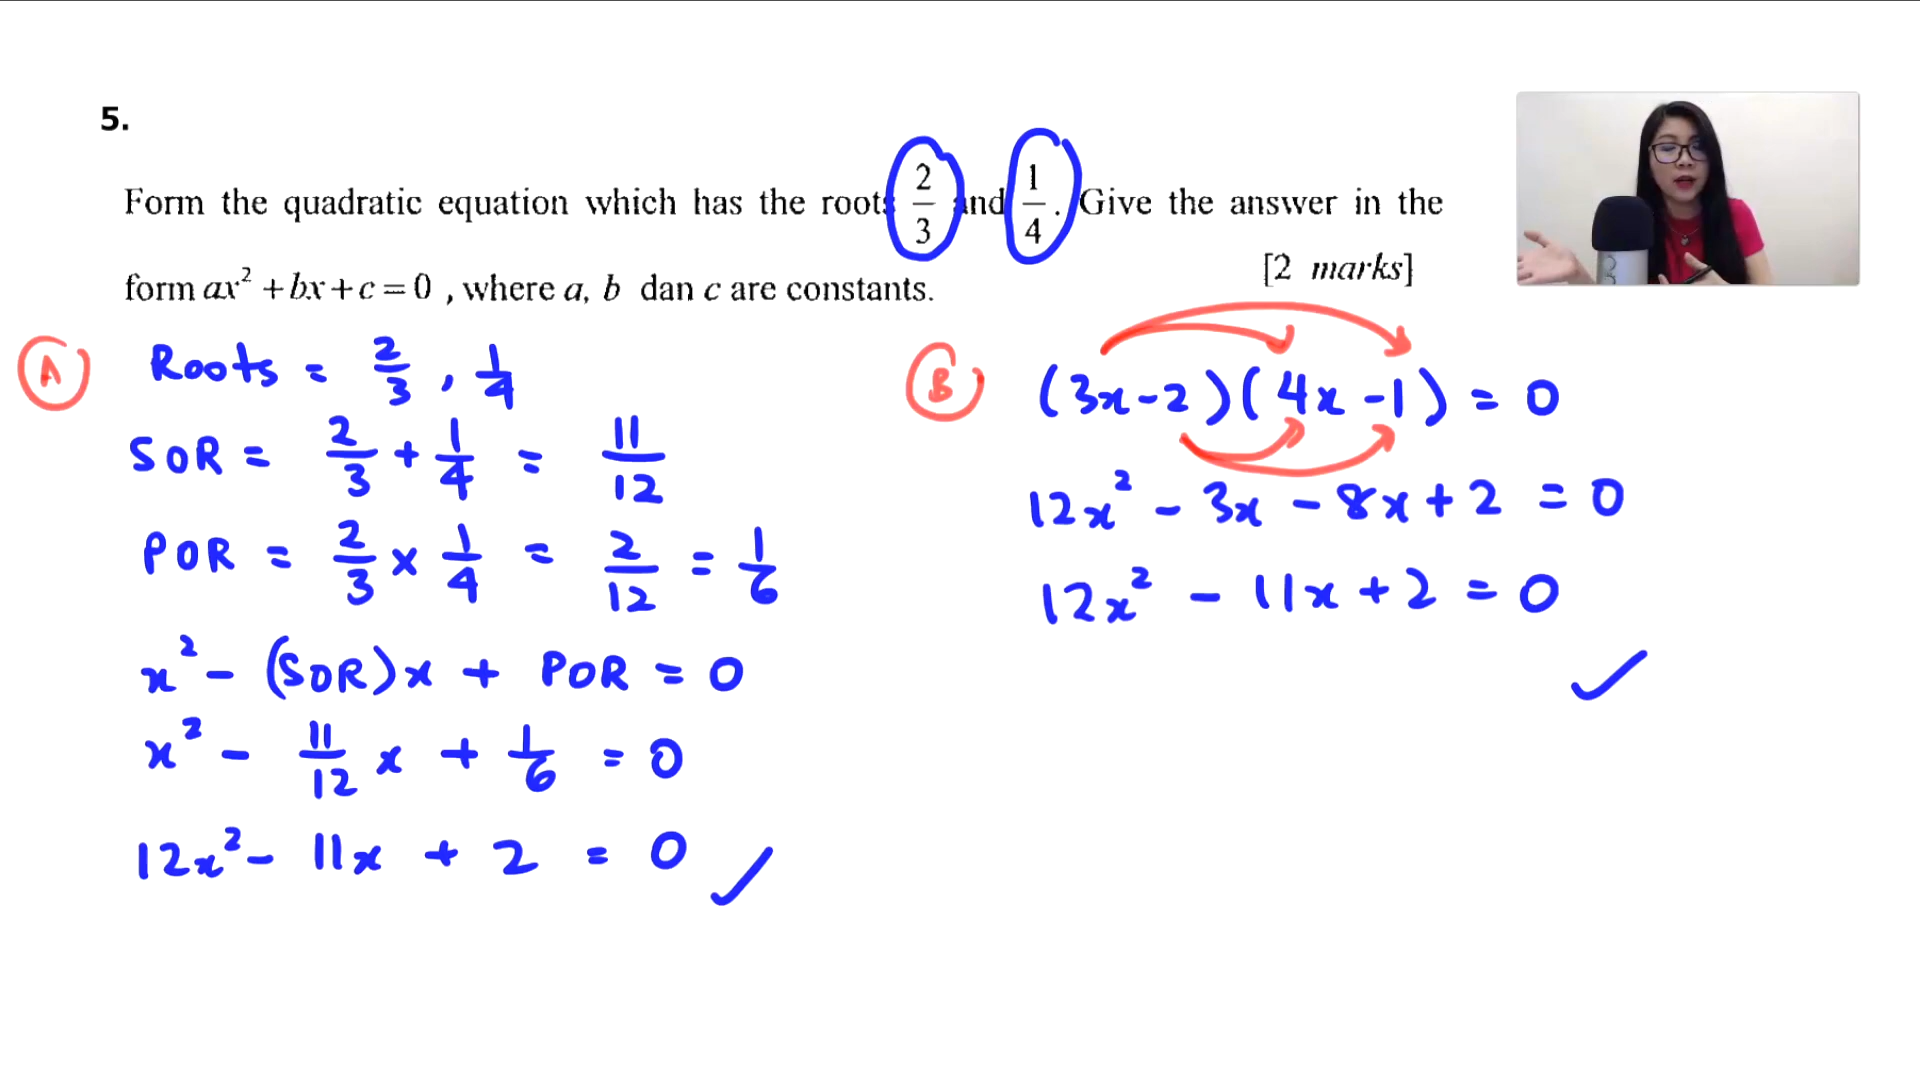 5.
Form the quadratic equation which has the roots 2/3 and 1/4. Give the answer in the
form ax² + bx + c = 0 , where a, b dan c are constants.
[2 marks]
A
Roots = 2/3 , 1/4
SOR = 2/3 + 1/4 = 11/12
POR = 2/3 × 1/4 = 2/12 = 1/6
x² - (SOR)x + POR = 0
x² - 11/12 x + 1/6 = 0
12x² - 11x + 2 = 0
B
(3x-2)(4x-1) = 0
12x² - 3x - 8x + 2 = 0
12x² - 11x + 2 = 0